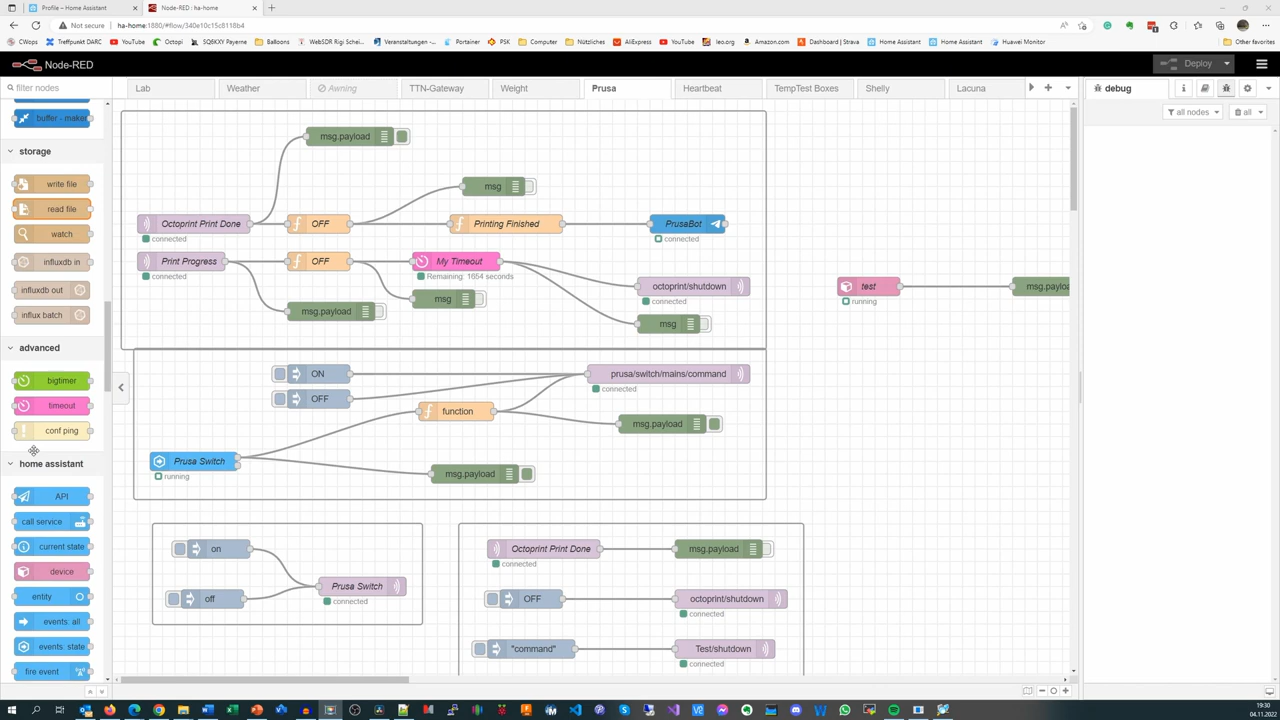 Profile – Home Assistant
Node-RED : ha-home
Not secure
ha-home:1880/#flow/340e10c15c8118b4
CWops
Treffpunkt DARC
YouTube
Octopi
SQ6KXY Payerne
Balloons
WebSDR Rigi Schei...
Veranstaltungen -...
Portainer
PSK
Computer
Nützliches
AliExpress
YouTube
leo.org
Amazon.com
Dashboard | Strava
Home Assistant
Home Assistant
Huawei Monitor
Other favorites
Node-RED
Deploy
filter nodes
Lab
Weather
Awning
TTN-Gateway
Weight
Prusa
Heartbeat
TempTest Boxes
Shelly
Lacuna
debug
all nodes
all
buffer - maker
storage
write file
read file
watch
influxdb in
influxdb out
influx batch
advanced
bigtimer
timeout
conf ping
home assistant
API
call service
current state
device
entity
events: all
events: state
fire event
msg.payload
msg
Octoprint Print Done
connected
OFF
Printing Finished
PrusaBot
connected
Print Progress
connected
OFF
My Timeout
Remaining: 1654 seconds
msg
msg.payload
octoprint/shutdown
connected
msg
test
running
msg.payloa
ON
OFF
prusa/switch/mains/command
connected
function
msg.payload
Prusa Switch
running
msg.payload
on
off
Prusa Switch
connected
Octoprint Print Done
connected
msg.payload
OFF
octoprint/shutdown
connected
"command"
Test/shutdown
connected
19:30
04.11.2022